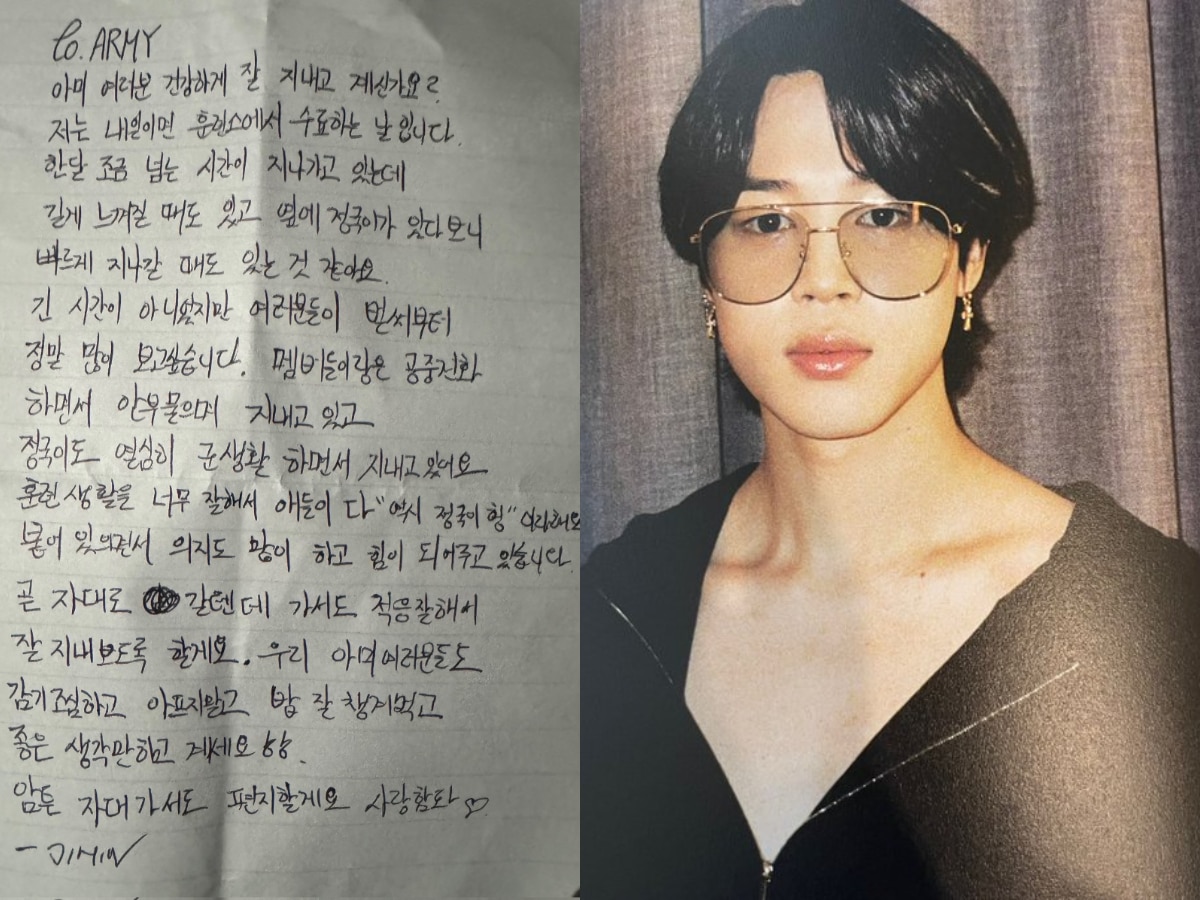 To. ARMY
아미 여러분 건강하게 잘 지내고 계신가요?
저는 내일이면 훈련소에서 수료하는 날입니다.
한달 조금 넘는 시간이 지나가고 있는데
길게 느껴질 때도 있고 옆에 정국이가 있다보니
빠르게 지나갈 때도 있는 것 같아요.
긴 시간이 아니었지만 여러분들이 벌써부터
정말 많이 보고싶습니다. 멤버들이랑은 공중전화
하면서 안부물으며 지내고 있고
정국이도 열심히 군생활 하면서 지내고 있어요
훈련생활을 너무 잘해서 애들이 다 "역시 정국이 형" 이라해요
붙어 있으면서 의지도 많이 하고 힘이 되어주고 있습니다.
곧 자대로 갈텐데 가서도 적응잘해서
잘 지내보도록 할게요. 우리 아미여러분들도
감기조심하고 아프지말고 밥 잘 챙겨먹고
좋은 생각만하고 계세요 ㅎㅎ.
암튼 자대가서도 편지할게요 사랑합니다 ♡
- JIMIN